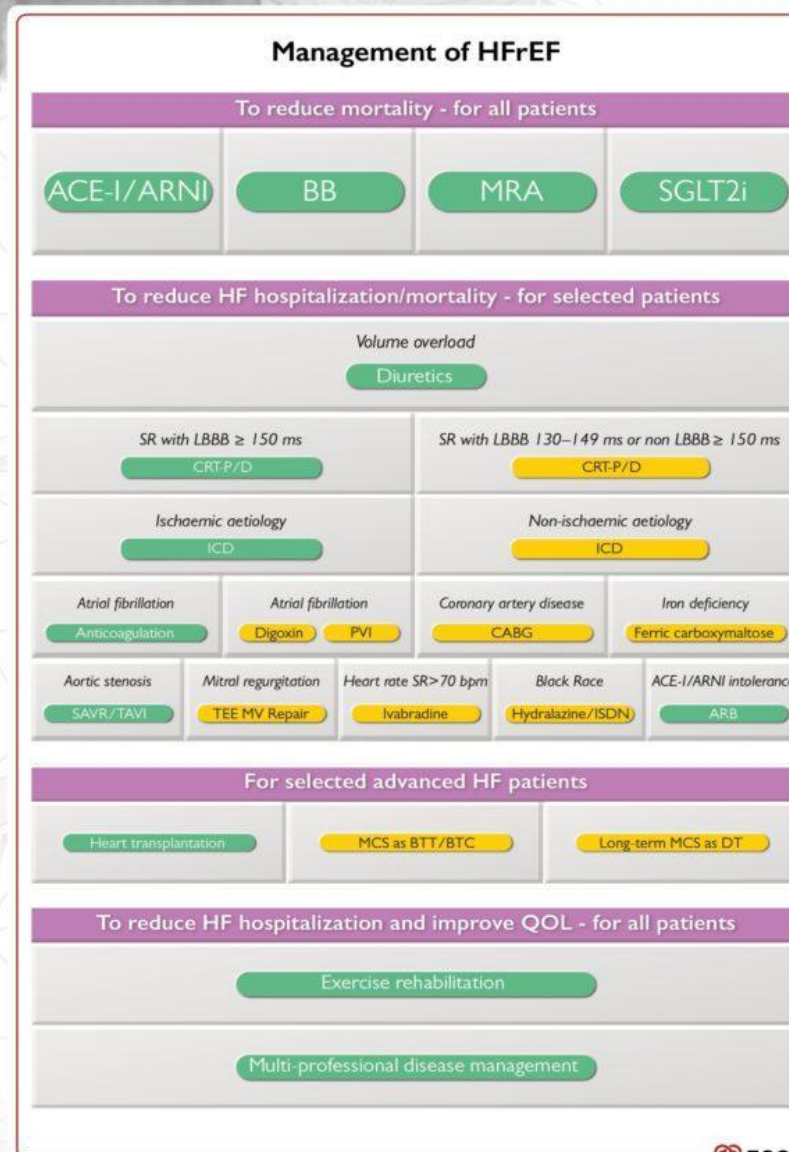 Management of HFrEF
To reduce mortality - for all patients
ACE-I/ARNI BB MRA SGLT2i
To reduce HF hospitalization/mortality - for selected patients
Volume overload
Diuretics
SR with LBBB ≥ 150 ms SR with LBBB 130–149 ms or non LBBB ≥ 150 ms
CRT-P/D CRT-P/D
Ischaemic aetiology Non-ischaemic aetiology
ICD ICD
Atrial fibrillation Atrial fibrillation Coronary artery disease Iron deficiency
Anticoagulation Digoxin PVI CABG Ferric carboxymaltose
Aortic stenosis Mitral regurgitation Heart rate SR>70 bpm Black Race ACE-I/ARNI intolerance
SAVR/TAVI TEE MV Repair Ivabradine Hydralazine/ISDN ARB
For selected advanced HF patients
Heart transplantation MCS as BTT/BTC Long-term MCS as DT
To reduce HF hospitalization and improve QOL - for all patients
Exercise rehabilitation
Multi-professional disease management